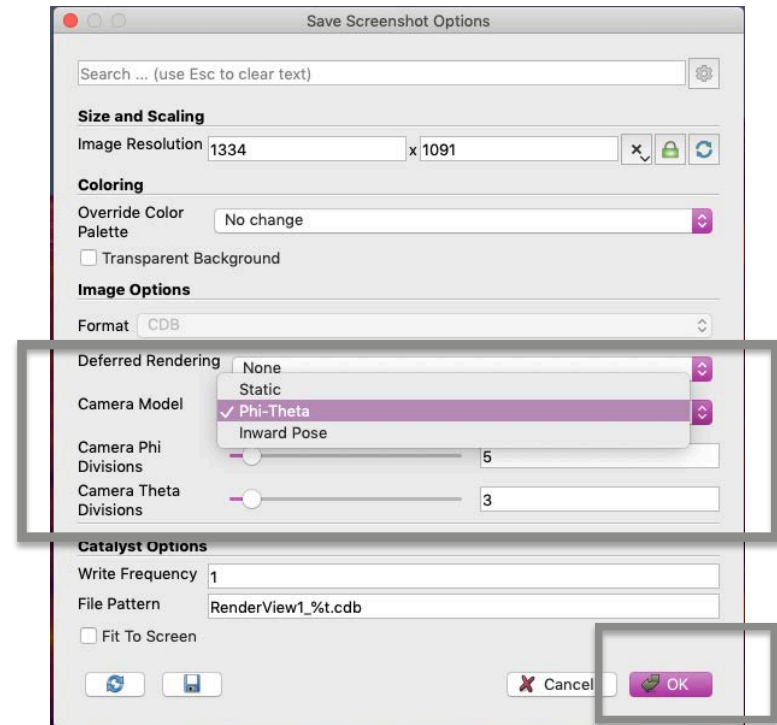 Save Screenshot Options
Search ... (use Esc to clear text)
Size and Scaling
Image Resolution 1334 x 1091
Coloring
Override Color
Palette
No change
Transparent Background
Image Options
Format CDB
Deferred Rendering None
Static
Camera Model
✓ Phi-Theta
Inward Pose
Camera Phi
Divisions
5
Camera Theta
Divisions
3
Catalyst Options
Write Frequency 1
File Pattern RenderView1_%t.cdb
Fit To Screen
Cancel OK